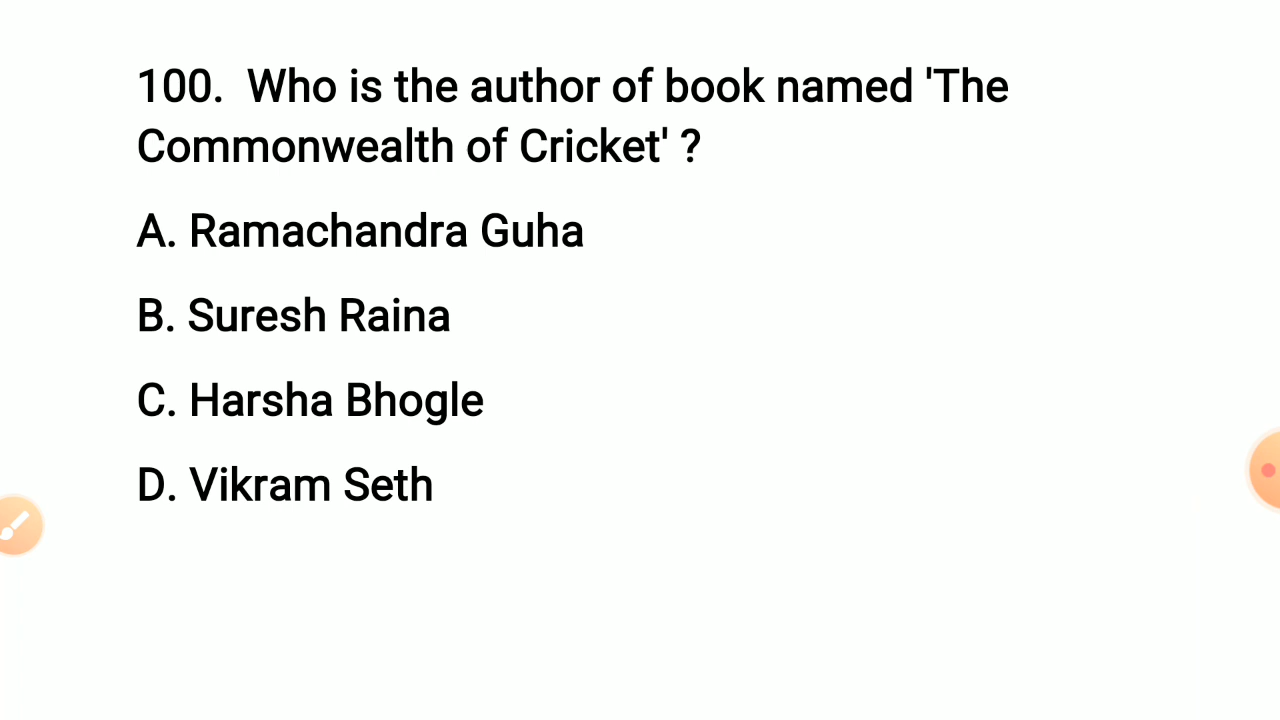 100.  Who is the author of book named 'The
Commonwealth of Cricket' ?
A. Ramachandra Guha
B. Suresh Raina
C. Harsha Bhogle
D. Vikram Seth